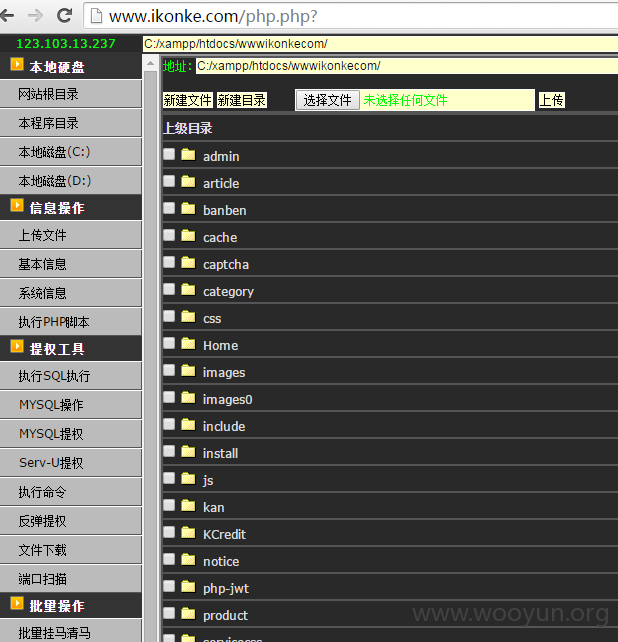 www.ikonke.com/php.php?
123.103.13.237
C:/xampp/htdocs/wwwikonkecom/
本地硬盘
网站根目录
本程序目录
本地磁盘(C:)
本地磁盘(D:)
信息操作
上传文件
基本信息
系统信息
执行PHP脚本
提权工具
执行SQL执行
MYSQL操作
MYSQL提权
Serv-U提权
执行命令
反弹提权
文件下载
端口扫描
批量操作
批量挂马清马
地址: C:/xampp/htdocs/wwwikonkecom/
新建文件 新建目录 选择文件 未选择任何文件 上传
上级目录
admin
article
banben
cache
captcha
category
css
Home
images
images0
include
install
js
kan
KCredit
notice
php-jwt
product
www.wooyun.org